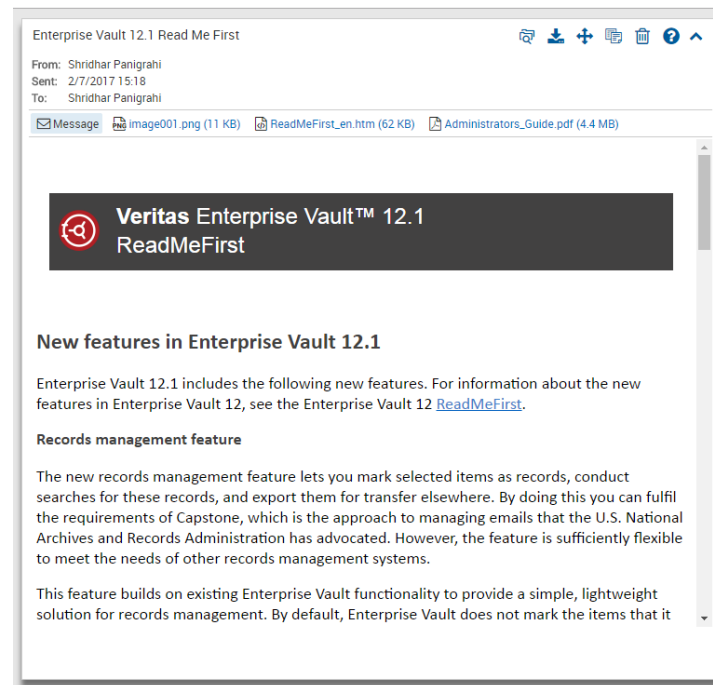 Enterprise Vault 12.1 Read Me First
From: Shridhar Panigrahi
Sent: 2/7/2017 15:18
To: Shridhar Panigrahi
Message image001.png (11 KB) ReadMeFirst_en.htm (62 KB) Administrators_Guide.pdf (4.4 MB)
Veritas Enterprise Vault™ 12.1
ReadMeFirst
New features in Enterprise Vault 12.1
Enterprise Vault 12.1 includes the following new features. For information about the new
features in Enterprise Vault 12, see the Enterprise Vault 12 ReadMeFirst.
Records management feature
The new records management feature lets you mark selected items as records, conduct
searches for these records, and export them for transfer elsewhere. By doing this you can fulfil
the requirements of Capstone, which is the approach to managing emails that the U.S. National
Archives and Records Administration has advocated. However, the feature is sufficiently flexible
to meet the needs of other records management systems.
This feature builds on existing Enterprise Vault functionality to provide a simple, lightweight
solution for records management. By default, Enterprise Vault does not mark the items that it